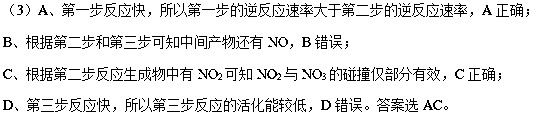 （3）A、第一步反应快，所以第一步的逆反应速率大于第二步的逆反应速率，A 正确；
B、根据第二步和第三步可知中间产物还有 NO，B 错误；
C、根据第二步反应生成物中有 NO₂ 可知 NO₂ 与 NO₃ 的碰撞仅部分有效，C 正确；
D、第三步反应快，所以第三步反应的活化能较低，D 错误。答案选 AC。